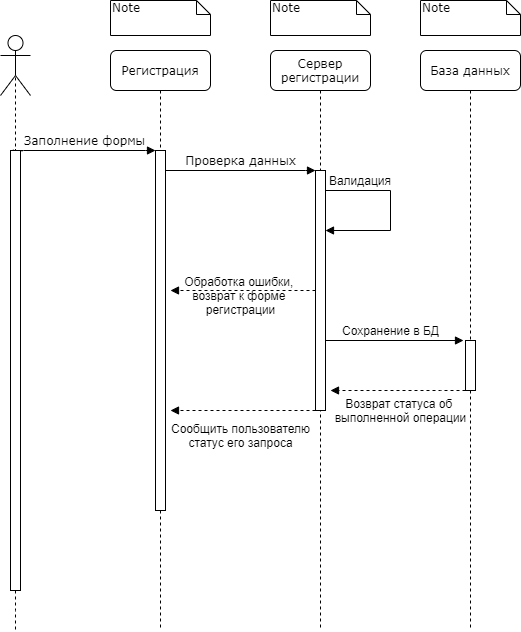 Note
Note
Note
Регистрация
Сервер
регистрации
База данных
Заполнение формы
Проверка данных
Валидация
Обработка ошибки,
возврат к форме
регистрации
Сохранение в БД
Возврат статуса об
выполненной операции
Сообщить пользователю
статус его запроса